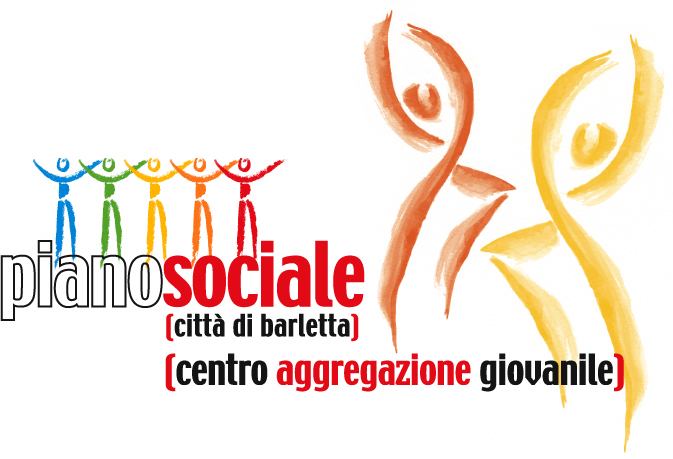 pianosociale
(città di barletta)
(centro aggregazione giovanile)